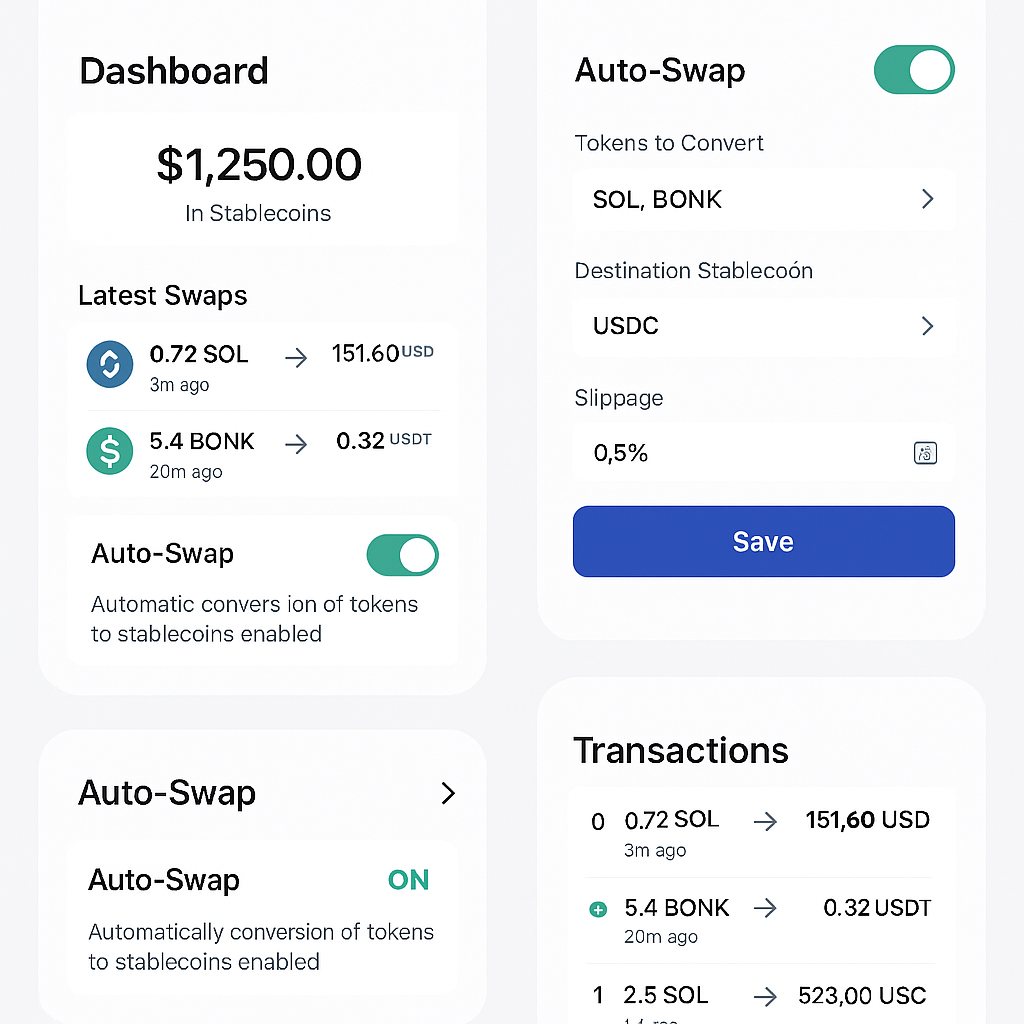 Dashboard
$1,250.00
In Stablecoins
Latest Swaps
0.72 SOL → 151.60 USD
3m ago
5.4 BONK → 0.32 USDT
20m ago
Auto-Swap
Automatic convers ion of tokens
to stablecoins enabled
Auto-Swap
Auto-Swap ON
Automatically conversion of tokens
to stablecoins enabled
Auto-Swap
Tokens to Convert
SOL, BONK
Destination Stablecoón
USDC
Slippage
0,5%
Save
Transactions
0 0.72 SOL → 151,60 USD
3m ago
5.4 BONK → 0.32 USDT
20m ago
1 2.5 SOL → 523,00 USC